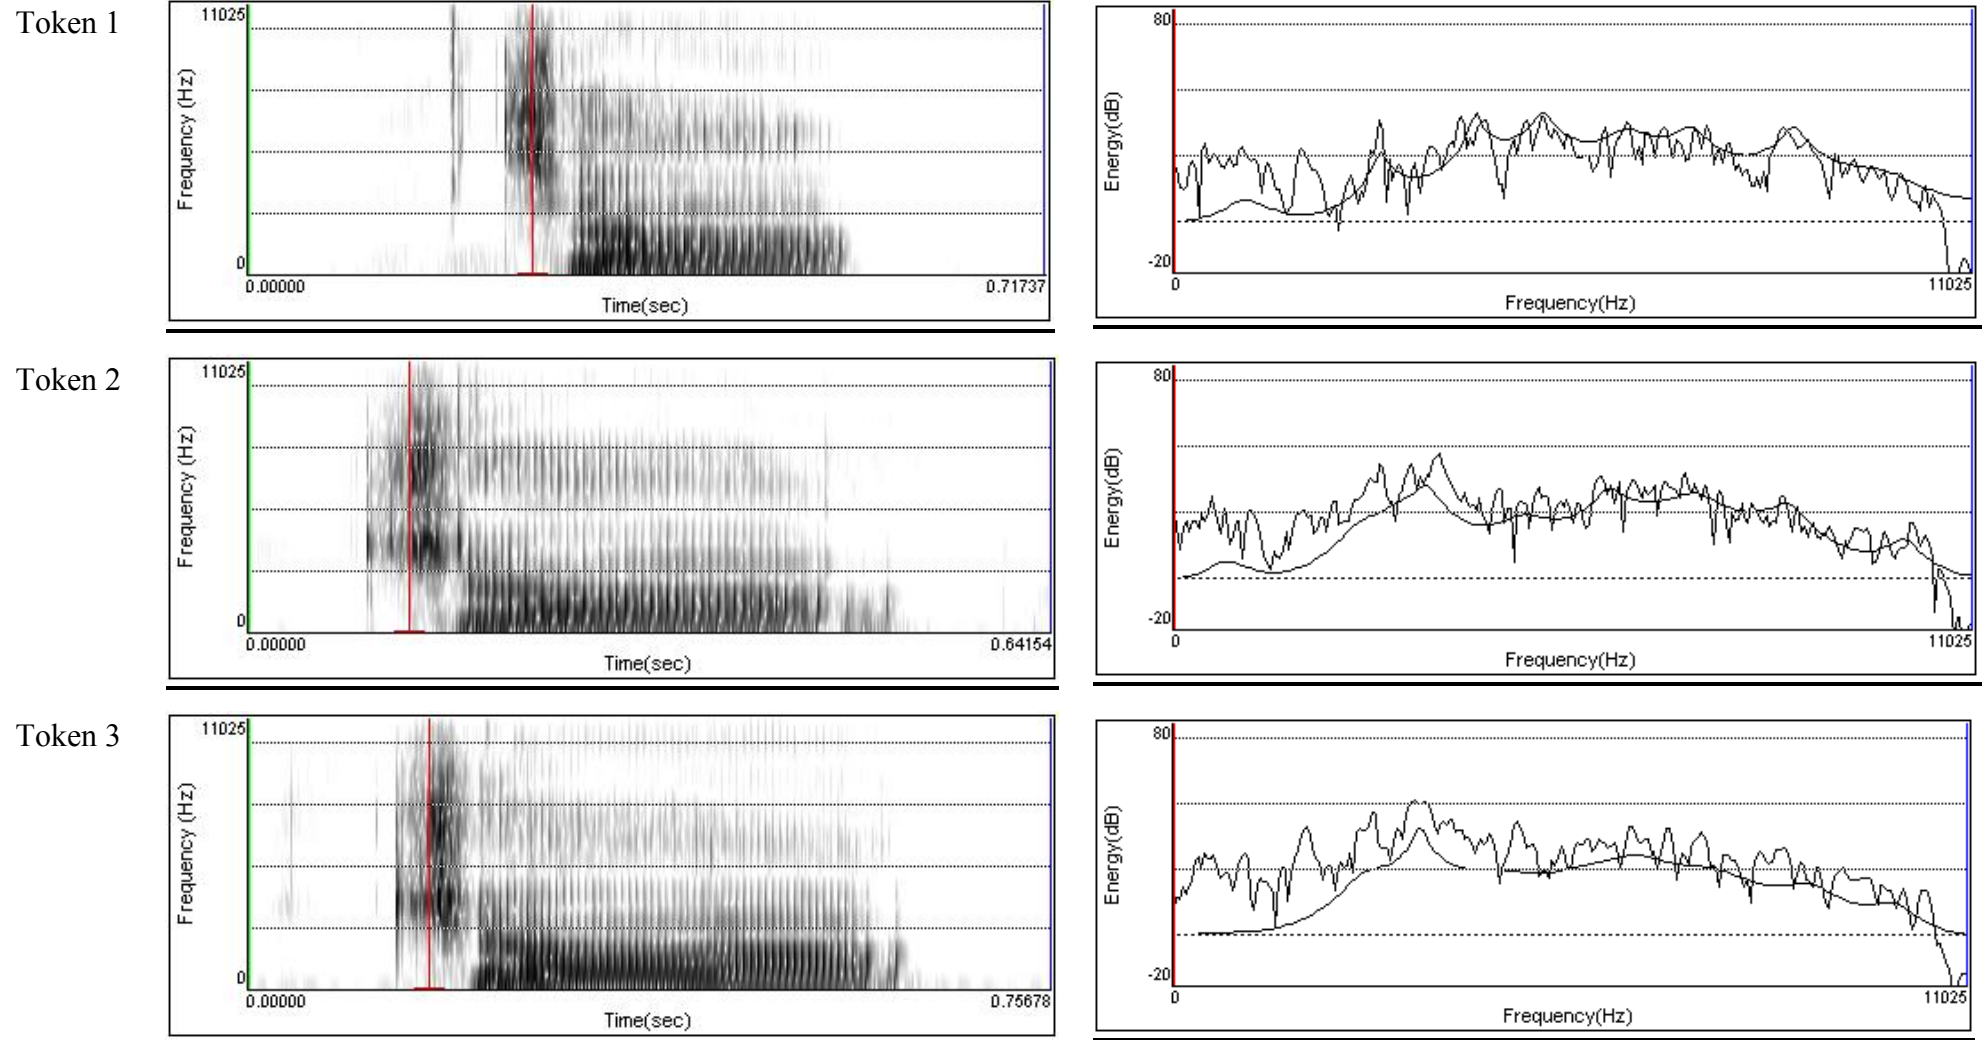 Token 1
11025
Frequency (Hz)
0
0.00000
0.71737
Time(sec)
80
Energy(dB)
-20
0
11025
Frequency(Hz)
Token 2
11025
Frequency (Hz)
0
0.00000
0.64154
Time(sec)
80
Energy(dB)
-20
0
11025
Frequency(Hz)
Token 3
11025
Frequency (Hz)
0
0.00000
0.75678
Time(sec)
80
Energy(dB)
-20
0
11025
Frequency(Hz)